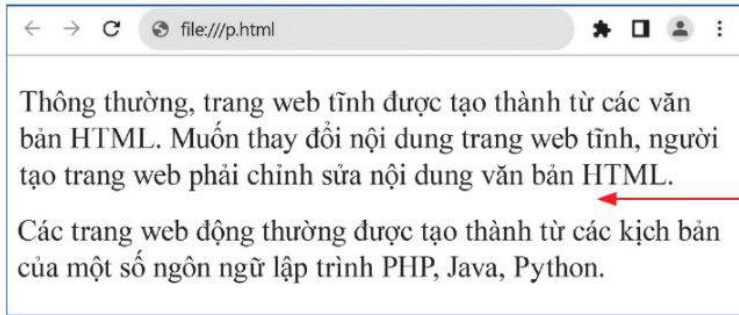 file:///p.html
Thông thường, trang web tĩnh được tạo thành từ các văn
bản HTML. Muốn thay đổi nội dung trang web tĩnh, người
tạo trang web phải chỉnh sửa nội dung văn bản HTML.
Các trang web động thường được tạo thành từ các kịch bản
của một số ngôn ngữ lập trình PHP, Java, Python.